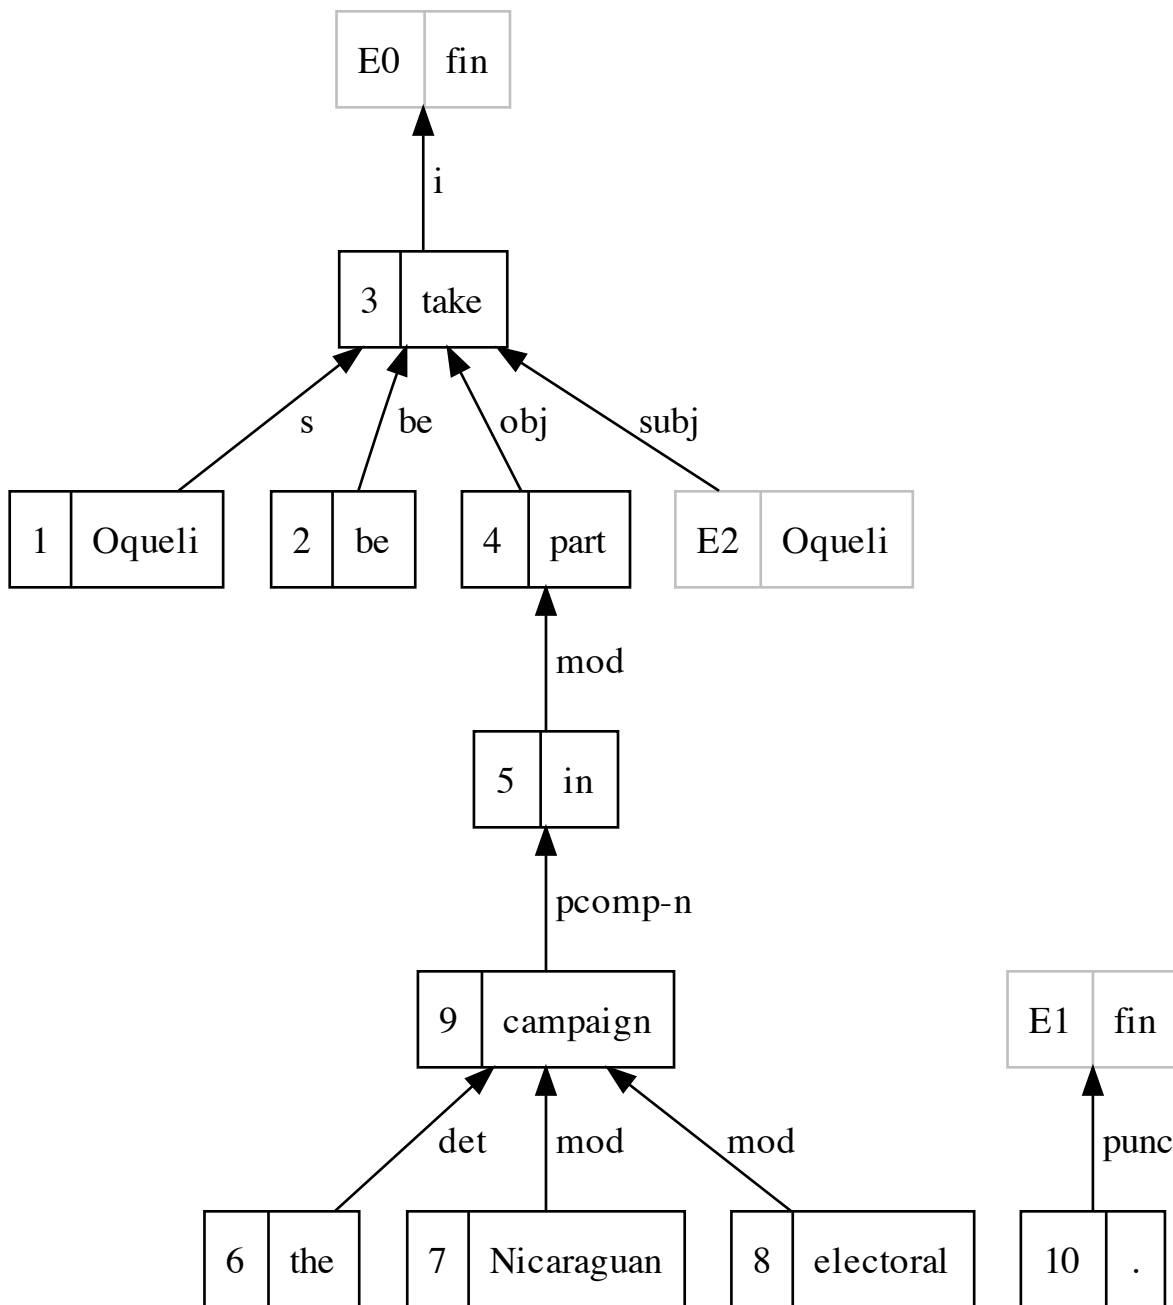 E0 fin
i
3 take
s be obj subj
1 Oqueli 2 be 4 part E2 Oqueli
mod
5 in
pcomp-n
9 campaign E1 fin
det mod mod punc
6 the 7 Nicaraguan 8 electoral 10 .